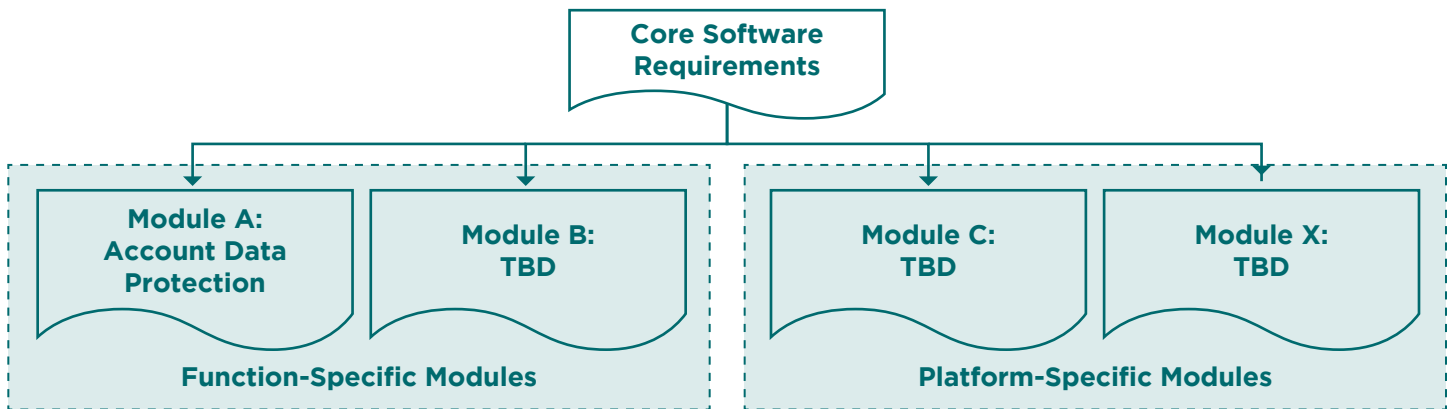 Core Software
Requirements
Module A:
Account Data
Protection
Module B:
TBD
Module C:
TBD
Module X:
TBD
Function-Specific Modules
Platform-Specific Modules